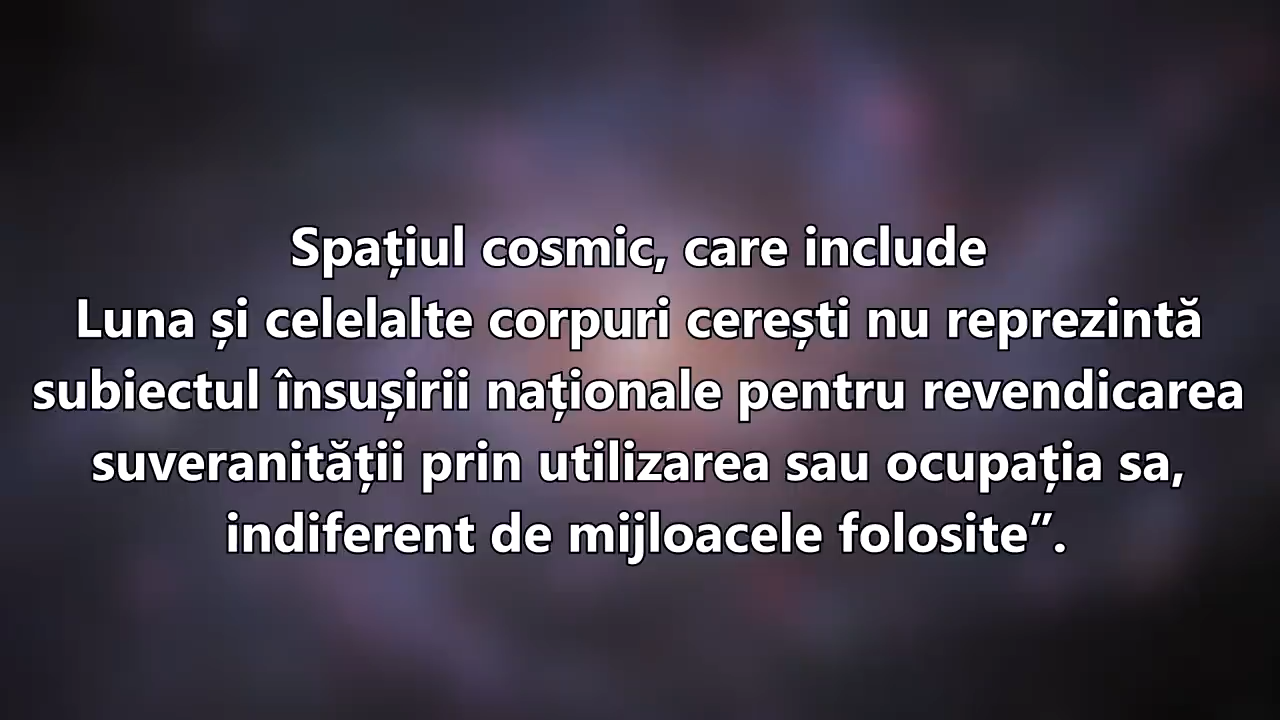 Spațiul cosmic, care include
Luna și celelalte corpuri cerești nu reprezintă
subiectul însușirii naționale pentru revendicarea
suveranității prin utilizarea sau ocupația sa,
indiferent de mijloacele folosite”.